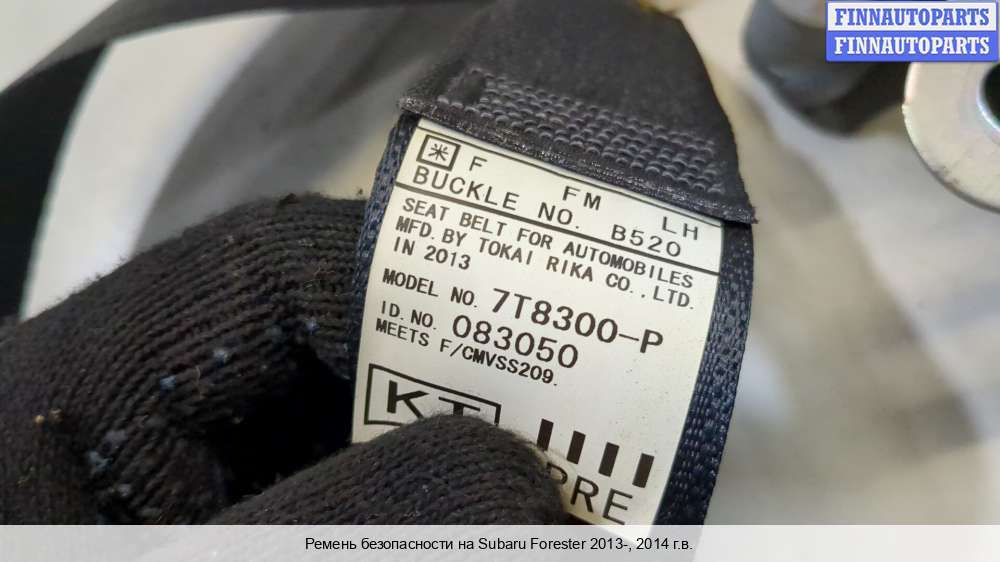 FINNAUTOPARTS
FINNAUTOPARTS
F FM LH
BUCKLE NO. B520
SEAT BELT FOR AUTOMOBILES
MFD. BY TOKAI RIKA CO.,LTD.
IN 2013
MODEL NO. 7T8300-P
ID. NO. 083050
MEETS F/CMVSS209.
PRE
Ремень безопасности на Subaru Forester 2013-, 2014 г.в.